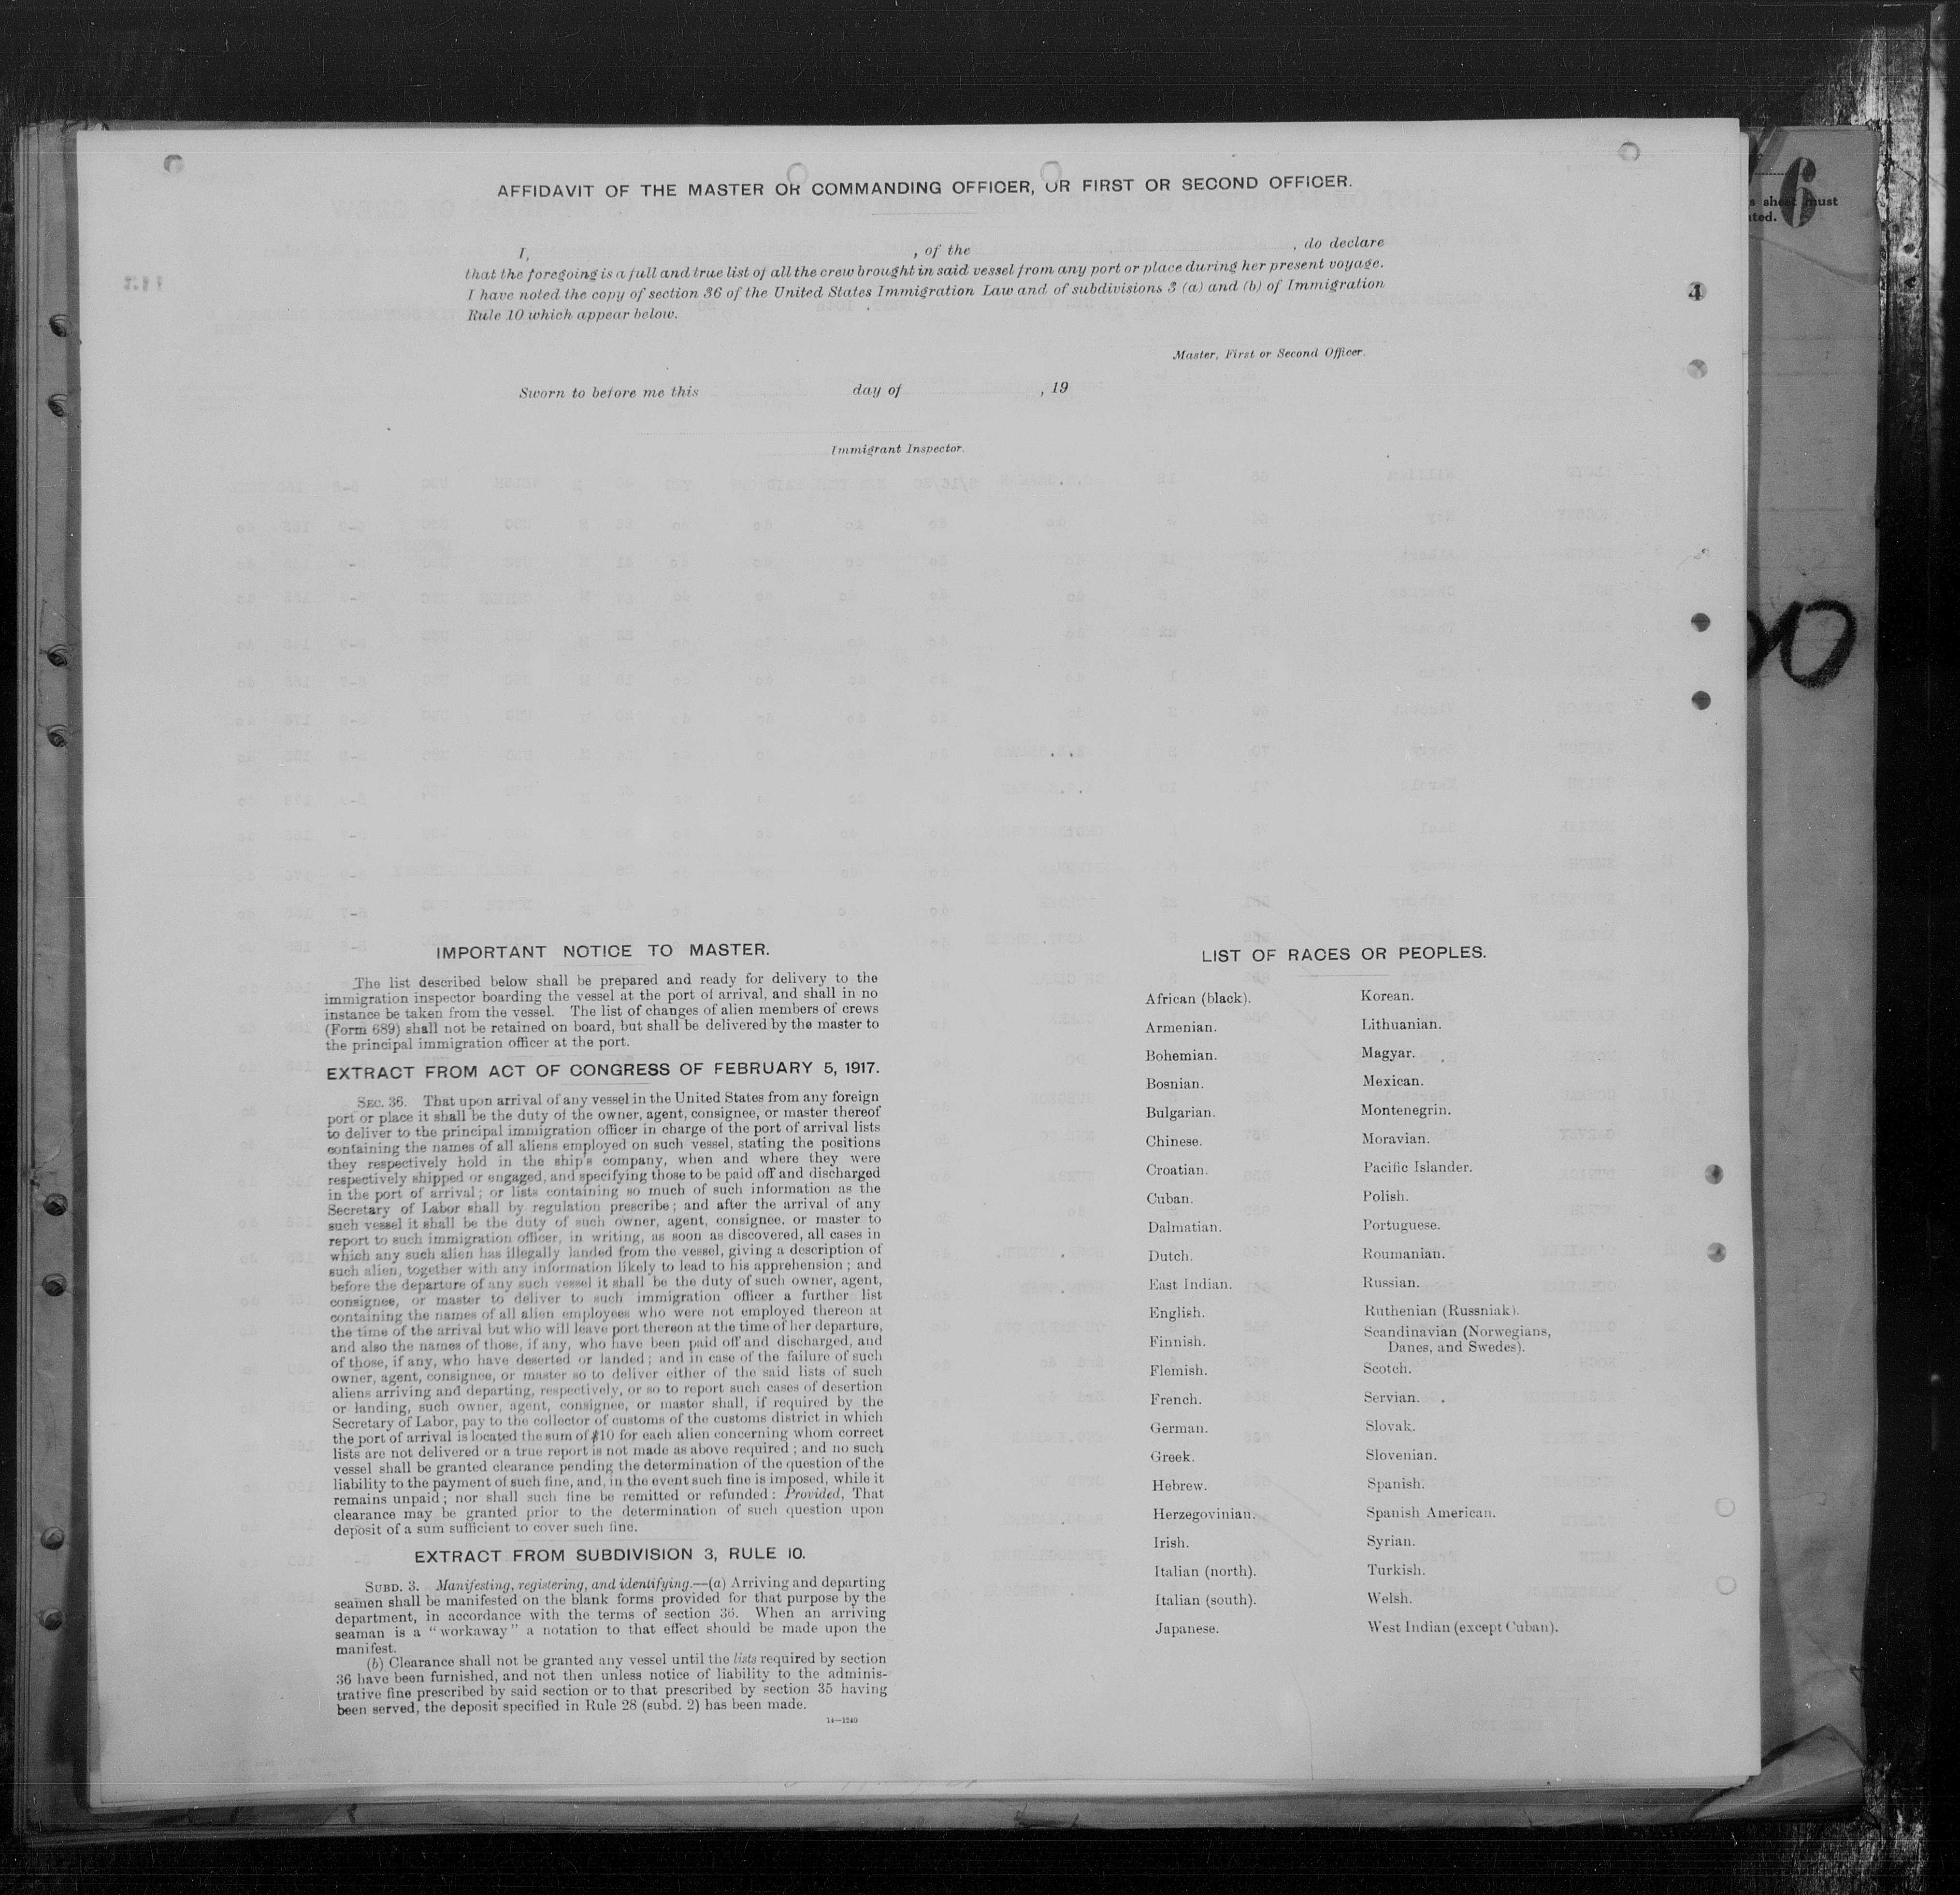 AFFIDAVIT OF THE MASTER OR COMMANDING OFFICER, OR FIRST OR SECOND OFFICER.
I, , of the , do declare
that the foregoing is a full and true list of all the crew brought in said vessel from any port or place during her present voyage.
I have noted the copy of section 36 of the United States Immigration Law and of subdivisions 3 (a) and (b) of Immigration
Rule 10 which appear below.
Master, First or Second Officer.
Sworn to before me this day of , 19
Immigrant Inspector.
IMPORTANT NOTICE TO MASTER.
The list described below shall be prepared and ready for delivery to the
immigration inspector boarding the vessel at the port of arrival, and shall in no
instance be taken from the vessel. The list of changes of alien members of crews
(Form 689) shall not be retained on board, but shall be delivered by the master to
the principal immigration officer at the port.
EXTRACT FROM ACT OF CONGRESS OF FEBRUARY 5, 1917.
SEC. 36. That upon arrival of any vessel in the United States from any foreign
port or place it shall be the duty of the owner, agent, consignee, or master thereof
to deliver to the principal immigration officer in charge of the port of arrival lists
containing the names of all aliens employed on such vessel, stating the positions
they respectively hold in the ship's company, when and where they were
respectively shipped or engaged, and specifying those to be paid off and discharged
in the port of arrival; or lists containing so much of such information as the
Secretary of Labor shall by regulation prescribe; and after the arrival of any
such vessel it shall be the duty of such owner, agent, consignee, or master to
report to such immigration officer, in writing, as soon as discovered, all cases in
which any such alien has illegally landed from the vessel, giving a description of
such alien, together with any information likely to lead to his apprehension; and
before the departure of any such vessel it shall be the duty of such owner, agent,
consignee, or master to deliver to such immigration officer a further list
containing the names of all alien employees who were not employed thereon at
the time of the arrival but who will leave port thereon at the time of her departure,
and also the names of those, if any, who have been paid off and discharged, and
of those, if any, who have deserted or landed; and in case of the failure of such
owner, agent, consignee, or master so to deliver either of the said lists of such
aliens arriving and departing, respectively, or so to report such cases of desertion
or landing, such owner, agent, consignee, or master shall, if required by the
Secretary of Labor, pay to the collector of customs of the customs district in which
the port of arrival is located the sum of $10 for each alien concerning whom correct
lists are not delivered or a true report is not made as above required; and no such
vessel shall be granted clearance pending the determination of the question of the
liability to the payment of such fine, and, in the event such fine is imposed, while it
remains unpaid; nor shall such fine be remitted or refunded: Provided, That
clearance may be granted prior to the determination of such question upon
deposit of a sum sufficient to cover such fine.
EXTRACT FROM SUBDIVISION 3, RULE 10.
SUBD. 3. Manifesting, registering, and identifying.—(a) Arriving and departing
seamen shall be manifested on the blank forms provided for that purpose by the
department, in accordance with the terms of section 36. When an arriving
seaman is a "workaway" a notation to that effect should be made upon the
manifest.
(b) Clearance shall not be granted any vessel until the lists required by section
36 have been furnished, and not then unless notice of liability to the adminis-
trative fine prescribed by said section or to that prescribed by section 35 having
been served, the deposit specified in Rule 28 (subd. 2) has been made.
14—1240
LIST OF RACES OR PEOPLES.
African (black).
Armenian.
Bohemian.
Bosnian.
Bulgarian.
Chinese.
Croatian.
Cuban.
Dalmatian.
Dutch.
East Indian.
English.
Finnish.
Flemish.
French.
German.
Greek.
Hebrew.
Herzegovinian.
Irish.
Italian (north).
Italian (south).
Japanese.
Korean.
Lithuanian.
Magyar.
Mexican.
Montenegrin.
Moravian.
Pacific Islander.
Polish.
Portuguese.
Roumanian.
Russian.
Ruthenian (Russniak).
Scandinavian (Norwegians,
Danes, and Swedes).
Scotch.
Servian.
Slovak.
Slovenian.
Spanish.
Spanish American.
Syrian.
Turkish.
Welsh.
West Indian (except Cuban).
4
6
s sheet must